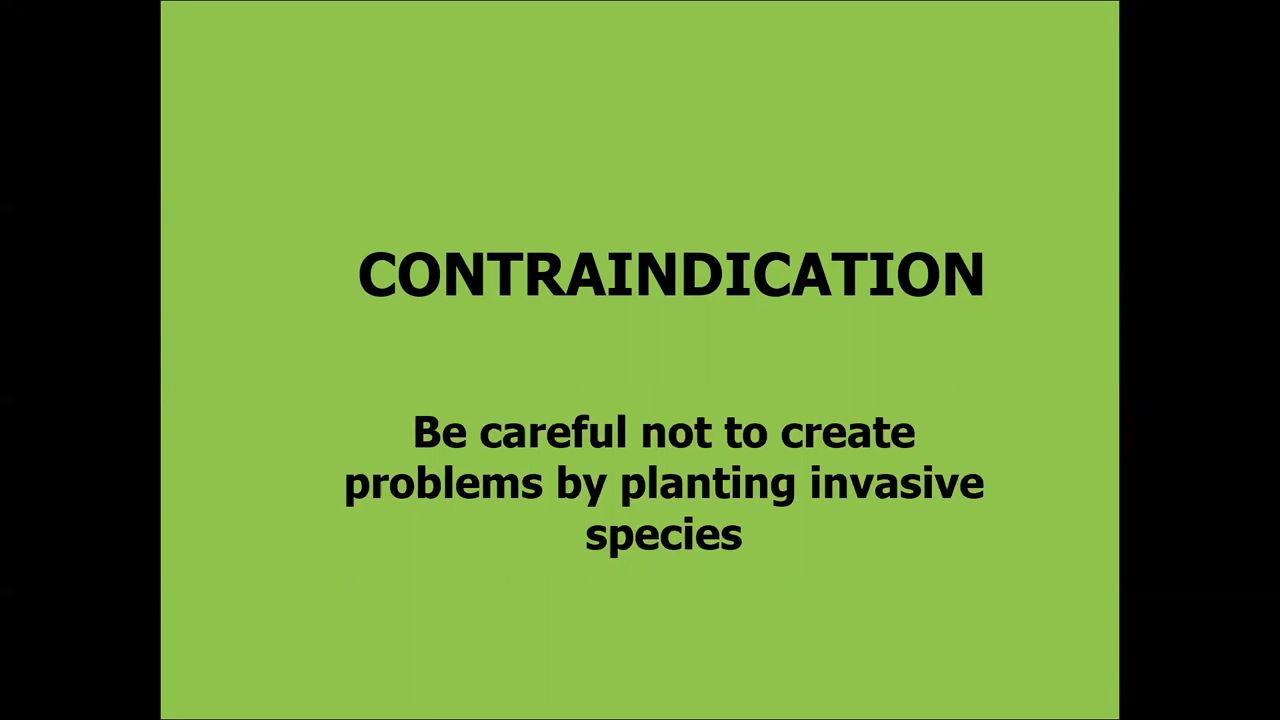 CONTRAINDICATION
Be careful not to create
problems by planting invasive
species